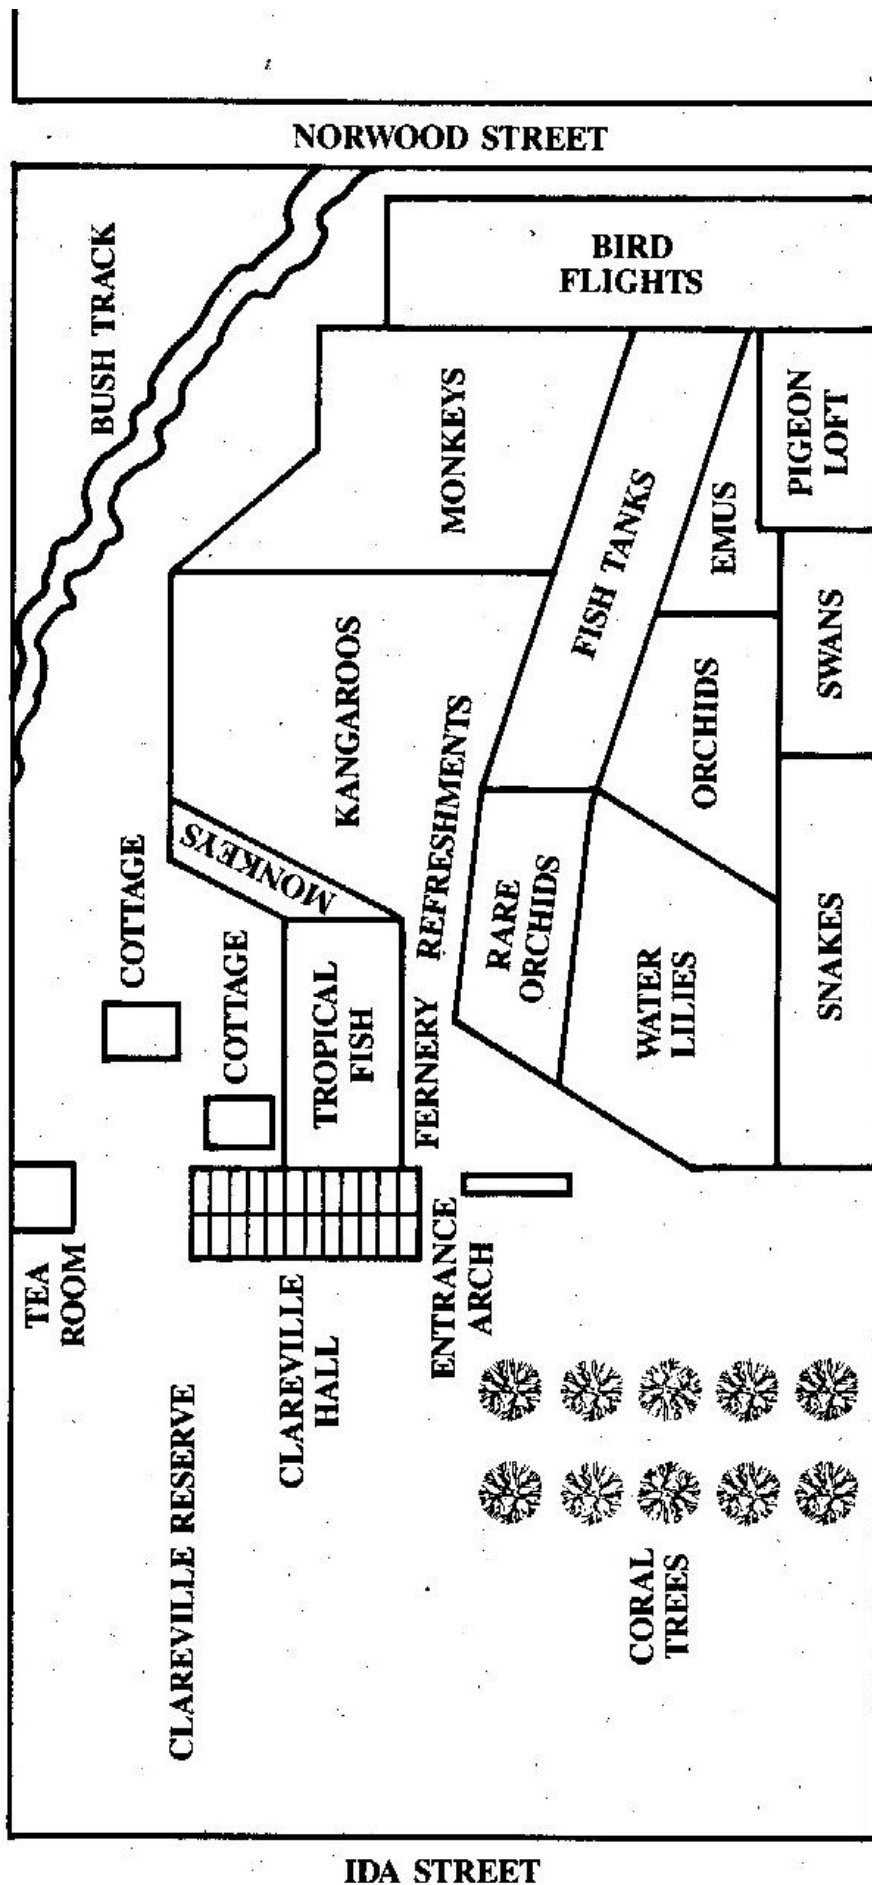 NORWOOD STREET
BIRD
FLIGHTS
BUSH TRACK
MONKEYS
PIGEON
LOFT
FISH TANKS
EMUS
SWANS
KANGAROOS
ORCHIDS
REFRESHMENTS
MONKEYS
COTTAGE
COTTAGE
RARE
ORCHIDS
TROPICAL
FISH
FERNERY
WATER
LILIES
SNAKES
TEA
ROOM
CLAREVILLE
HALL
ENTRANCE
ARCH
CLAREVILLE RESERVE
CORAL
TREES
IDA STREET